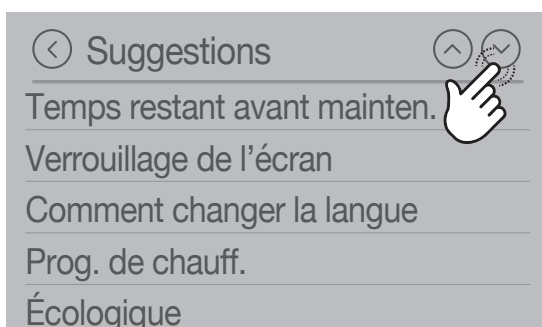 Suggestions
Temps restant avant mainten.
Verrouillage de l’écran
Comment changer la langue
Prog. de chauff.
Écologique